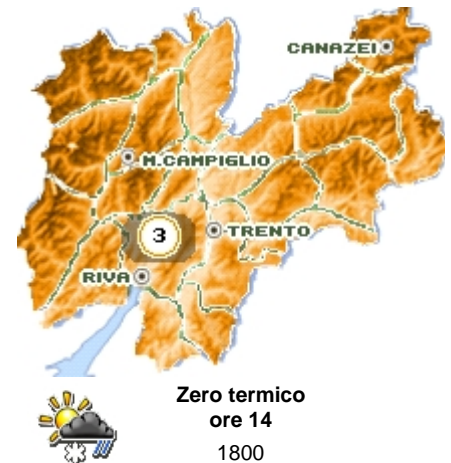 CANAZEI
M.CAMPIGLIO
3
TRENTO
RIVA
Zero termico
ore 14
1800